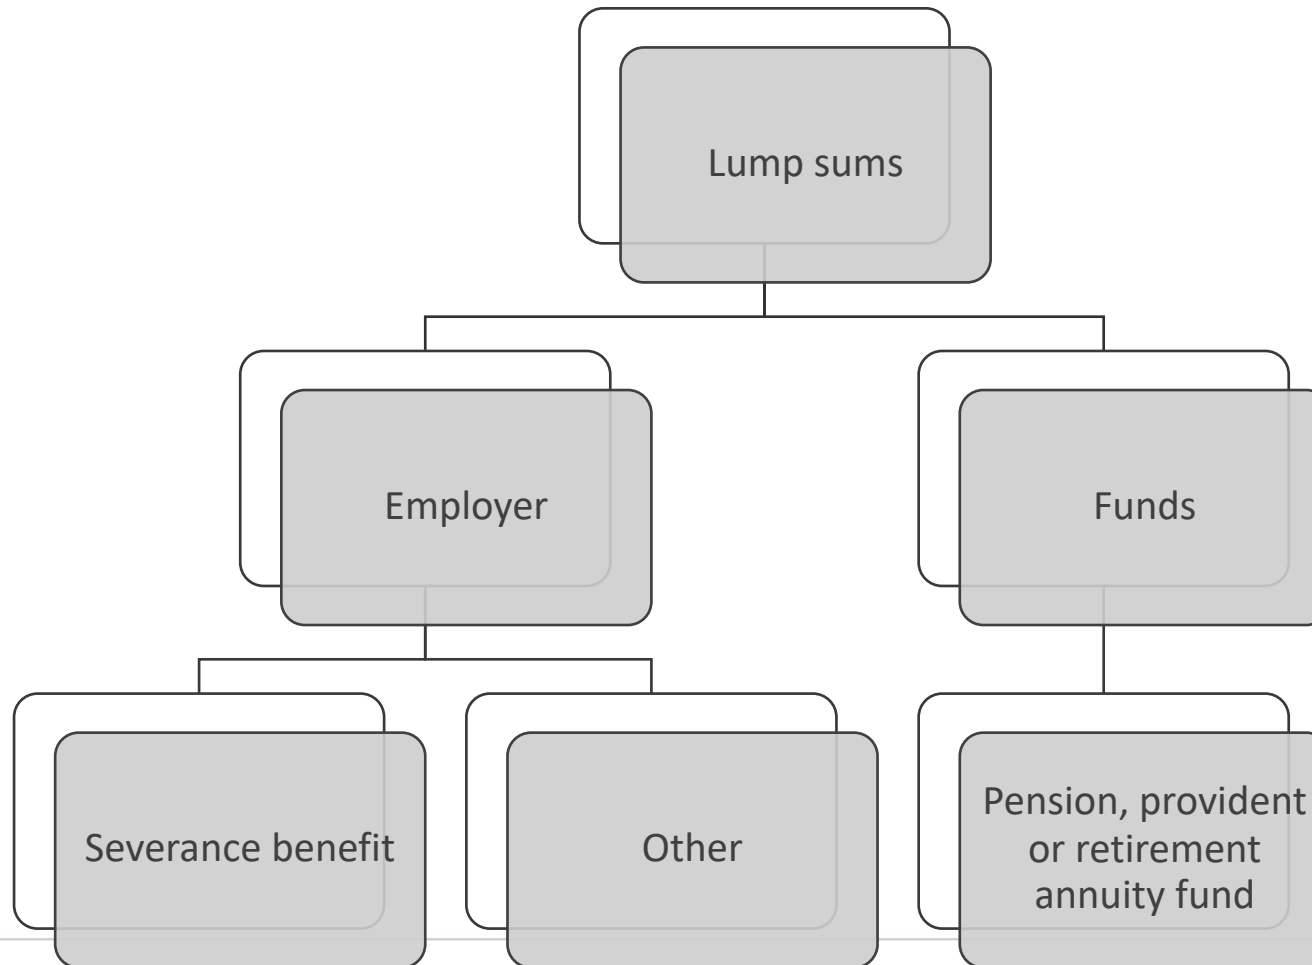 Lump sums
Employer
Funds
Severance benefit
Other
Pension, provident
or retirement
annuity fund